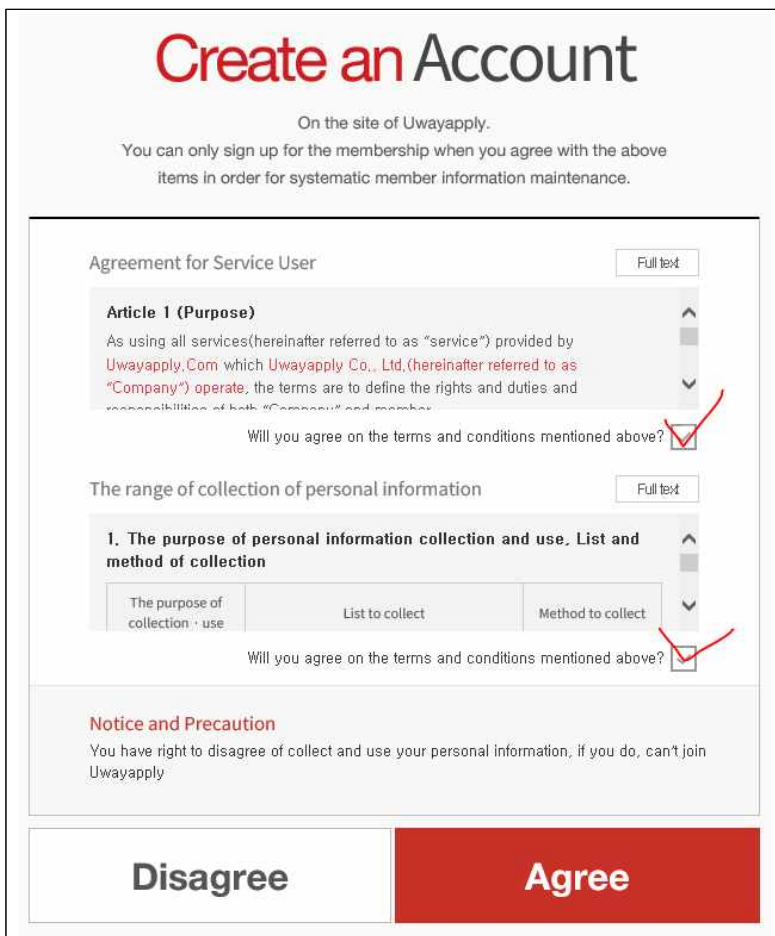 Create an Account
On the site of Uwayapply.
You can only sign up for the membership when you agree with the above
items in order for systematic member information maintenance.
Agreement for Service User
Full text
Article 1 (Purpose)
As using all services(hereinafter referred to as "service") provided by
Uwayapply.Com which Uwayapply Co., Ltd.(hereinafter referred to as
"Company") operate, the terms are to define the rights and duties and
responsibilities of both "Company" and member
Will you agree on the terms and conditions mentioned above?
The range of collection of personal information
Full text
1. The purpose of personal information collection and use, List and
method of collection
The purpose of
collection · use
List to collect
Method to collect
Will you agree on the terms and conditions mentioned above?
Notice and Precaution
You have right to disagree of collect and use your personal information, if you do, can't join
Uwayapply
Disagree
Agree